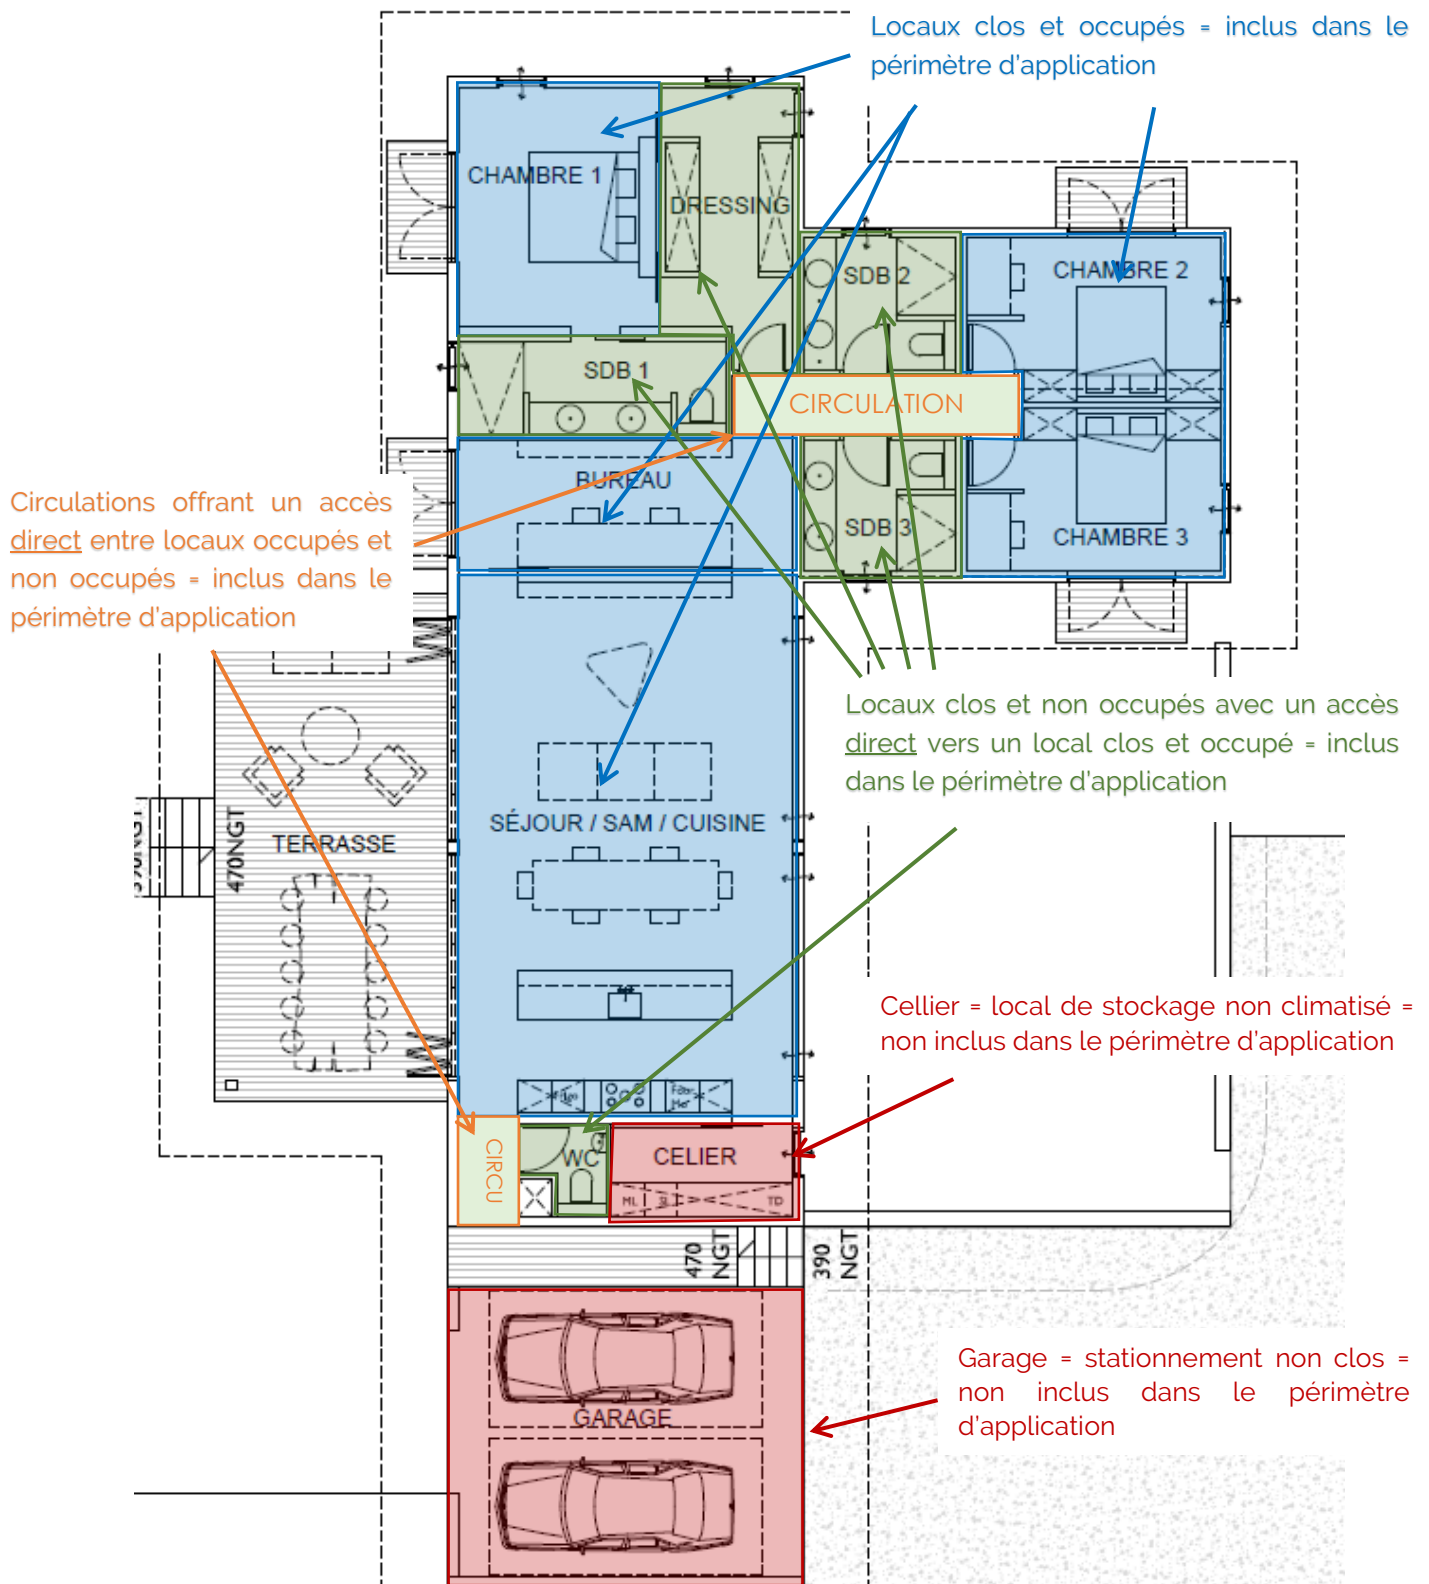 Locaux clos et occupés = inclus dans le
périmètre d'application
CHAMBRE 1
DRESSING
SDB 2
CHAMBRE 2
SDB 1
CIRCULATION
BUREAU
SDB 3
CHAMBRE 3
Circulations offrant un accès
direct entre locaux occupés et
non occupés = inclus dans le
périmètre d'application
Locaux clos et non occupés avec un accès
direct vers un local clos et occupé = inclus
dans le périmètre d'application
SÉJOUR / SAM / CUISINE
TERRASSE
470NGT
390NGT
Cellier = local de stockage non climatisé =
non inclus dans le périmètre d'application
CIRCU
WC
CELIER
ML
TD
470
NGT
390
NGT
Garage = stationnement non clos =
non inclus dans le périmètre
d'application
GARAGE